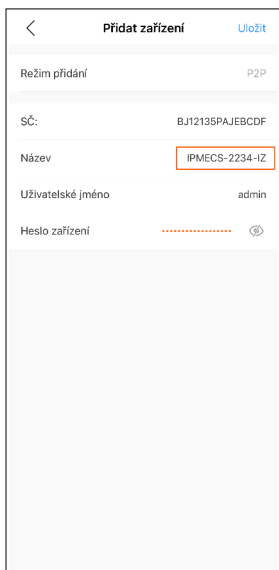 Přidat zařízení Uložit
Režim přidání P2P
SČ: BJ12135PAJEBCDF
Název IPMECS-2234-IZ
Uživatelské jméno admin
Heslo zařízení